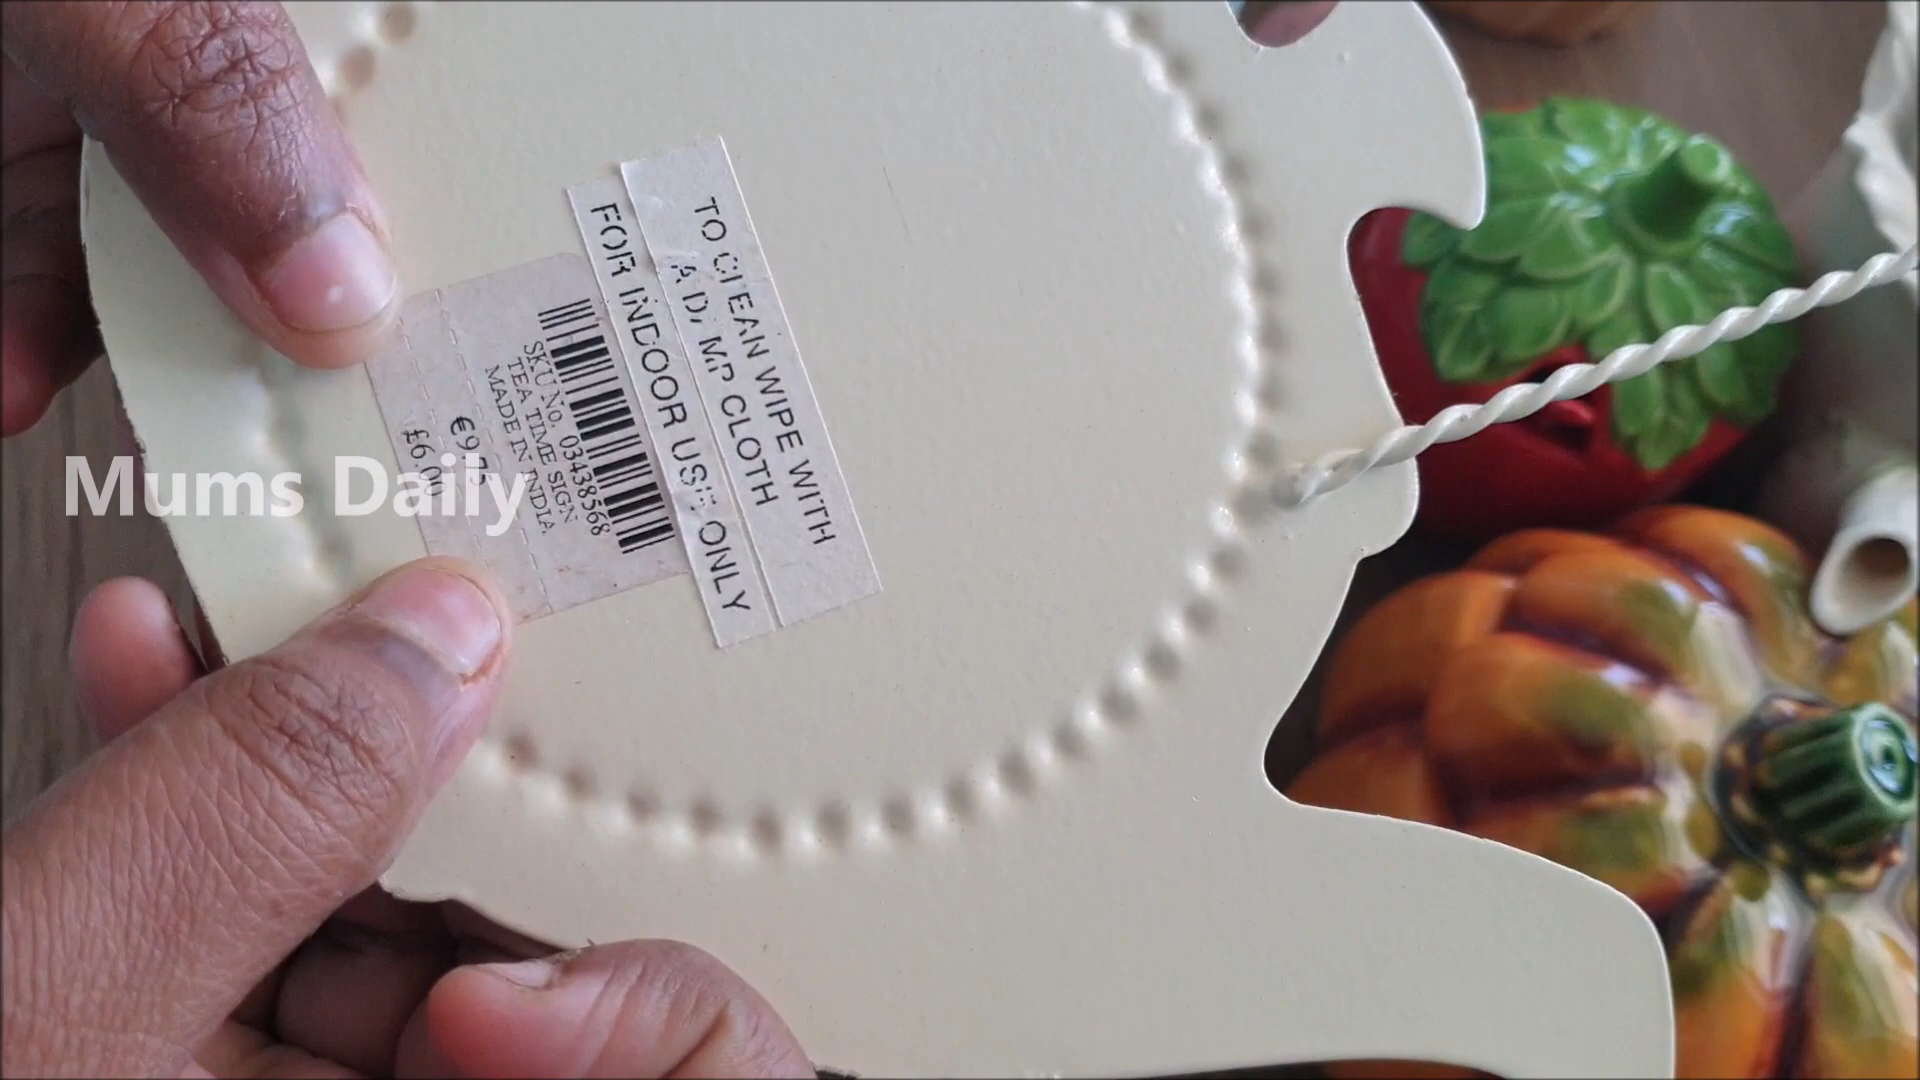 TO CLEAN WIPE WITH
A DAMP CLOTH
FOR INDOOR USE ONLY
SKU No. 03438568
TEA TIME SIGN
MADE IN INDIA.
€9.75
£6.00
Mums Daily